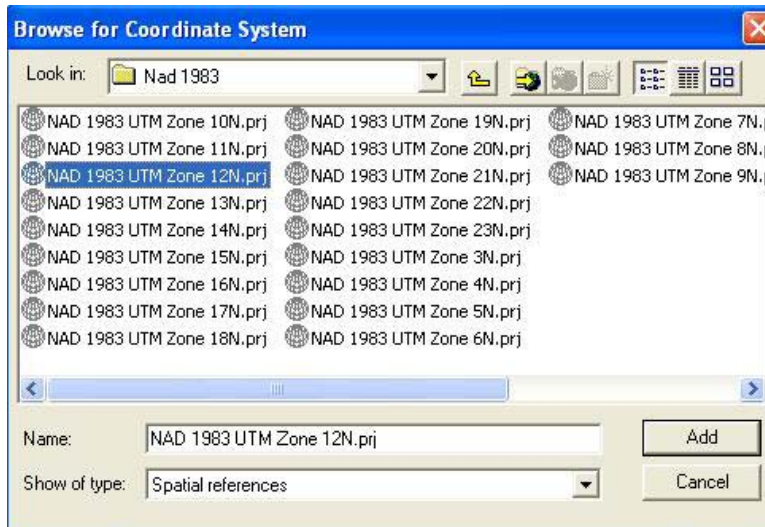 Browse for Coordinate System
Look in: Nad 1983
NAD 1983 UTM Zone 10N.prj
NAD 1983 UTM Zone 11N.prj
NAD 1983 UTM Zone 12N.prj
NAD 1983 UTM Zone 13N.prj
NAD 1983 UTM Zone 14N.prj
NAD 1983 UTM Zone 15N.prj
NAD 1983 UTM Zone 16N.prj
NAD 1983 UTM Zone 17N.prj
NAD 1983 UTM Zone 18N.prj
NAD 1983 UTM Zone 19N.prj
NAD 1983 UTM Zone 20N.prj
NAD 1983 UTM Zone 21N.prj
NAD 1983 UTM Zone 22N.prj
NAD 1983 UTM Zone 23N.prj
NAD 1983 UTM Zone 3N.prj
NAD 1983 UTM Zone 4N.prj
NAD 1983 UTM Zone 5N.prj
NAD 1983 UTM Zone 6N.prj
NAD 1983 UTM Zone 7N.
NAD 1983 UTM Zone 8N.
NAD 1983 UTM Zone 9N.
Name: NAD 1983 UTM Zone 12N.prj
Add
Show of type: Spatial references
Cancel